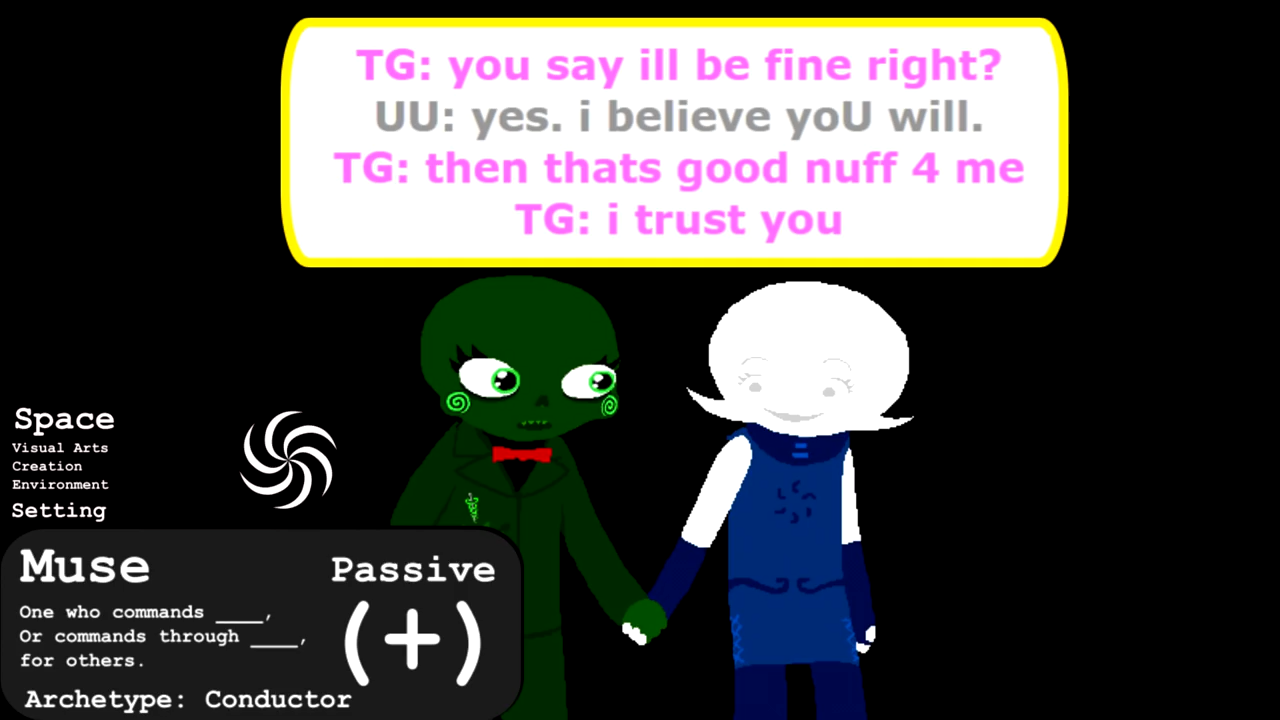 TG: you say ill be fine right?
UU: yes. i believe yoU will.
TG: then thats good nuff 4 me
TG: i trust you
Space
Visual Arts
Creation
Environment
Setting
Muse
Passive
One who commands ____,
Or commands through ____,
for others.
(+)
Archetype: Conductor